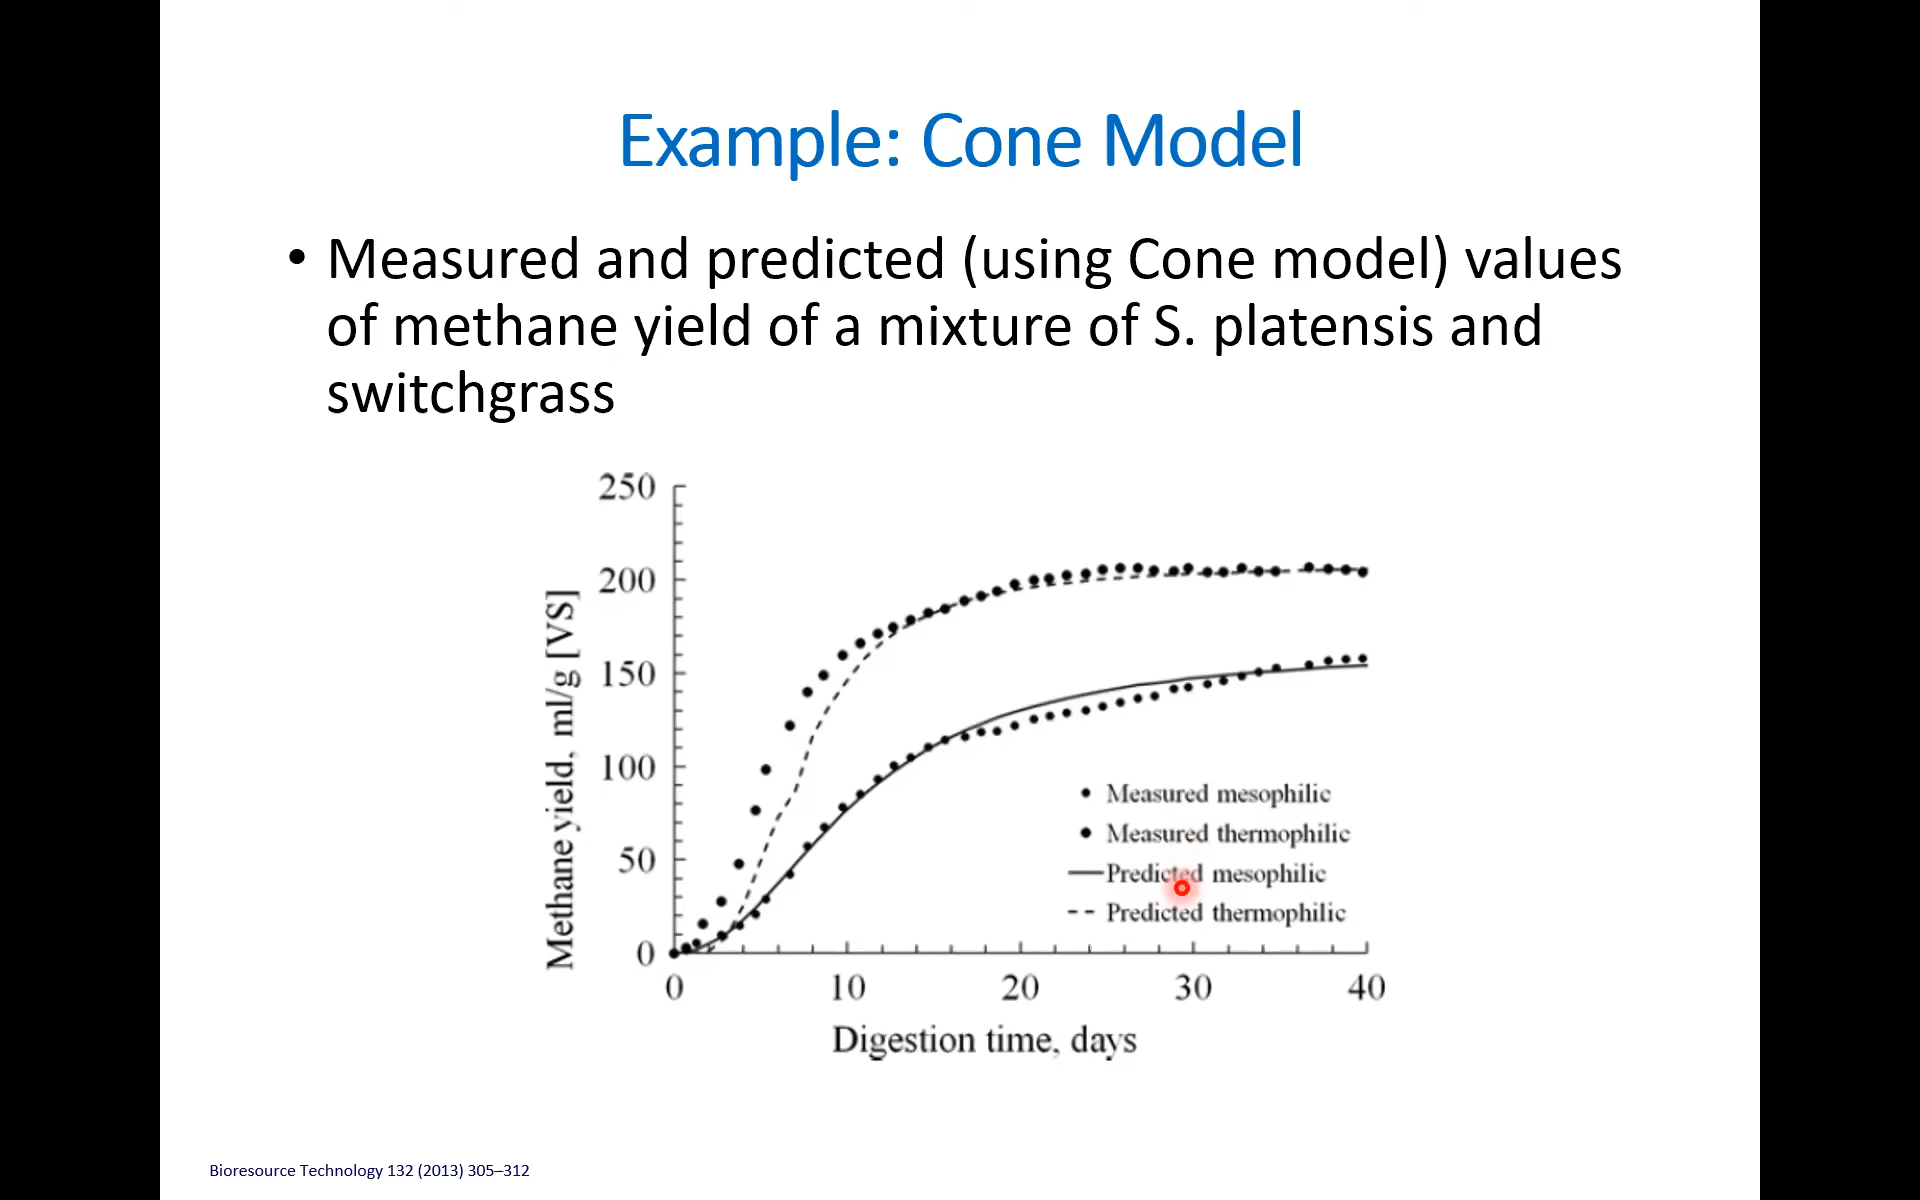 Example: Cone Model
• Measured and predicted (using Cone model) values
of methane yield of a mixture of S. platensis and
switchgrass
250
200
150
100
50
0
Methane yield, ml/g [VS]
Measured mesophilic
Measured thermophilic
Predicted mesophilic
Predicted thermophilic
0 10 20 30 40
Digestion time, days
Bioresource Technology 132 (2013) 305–312